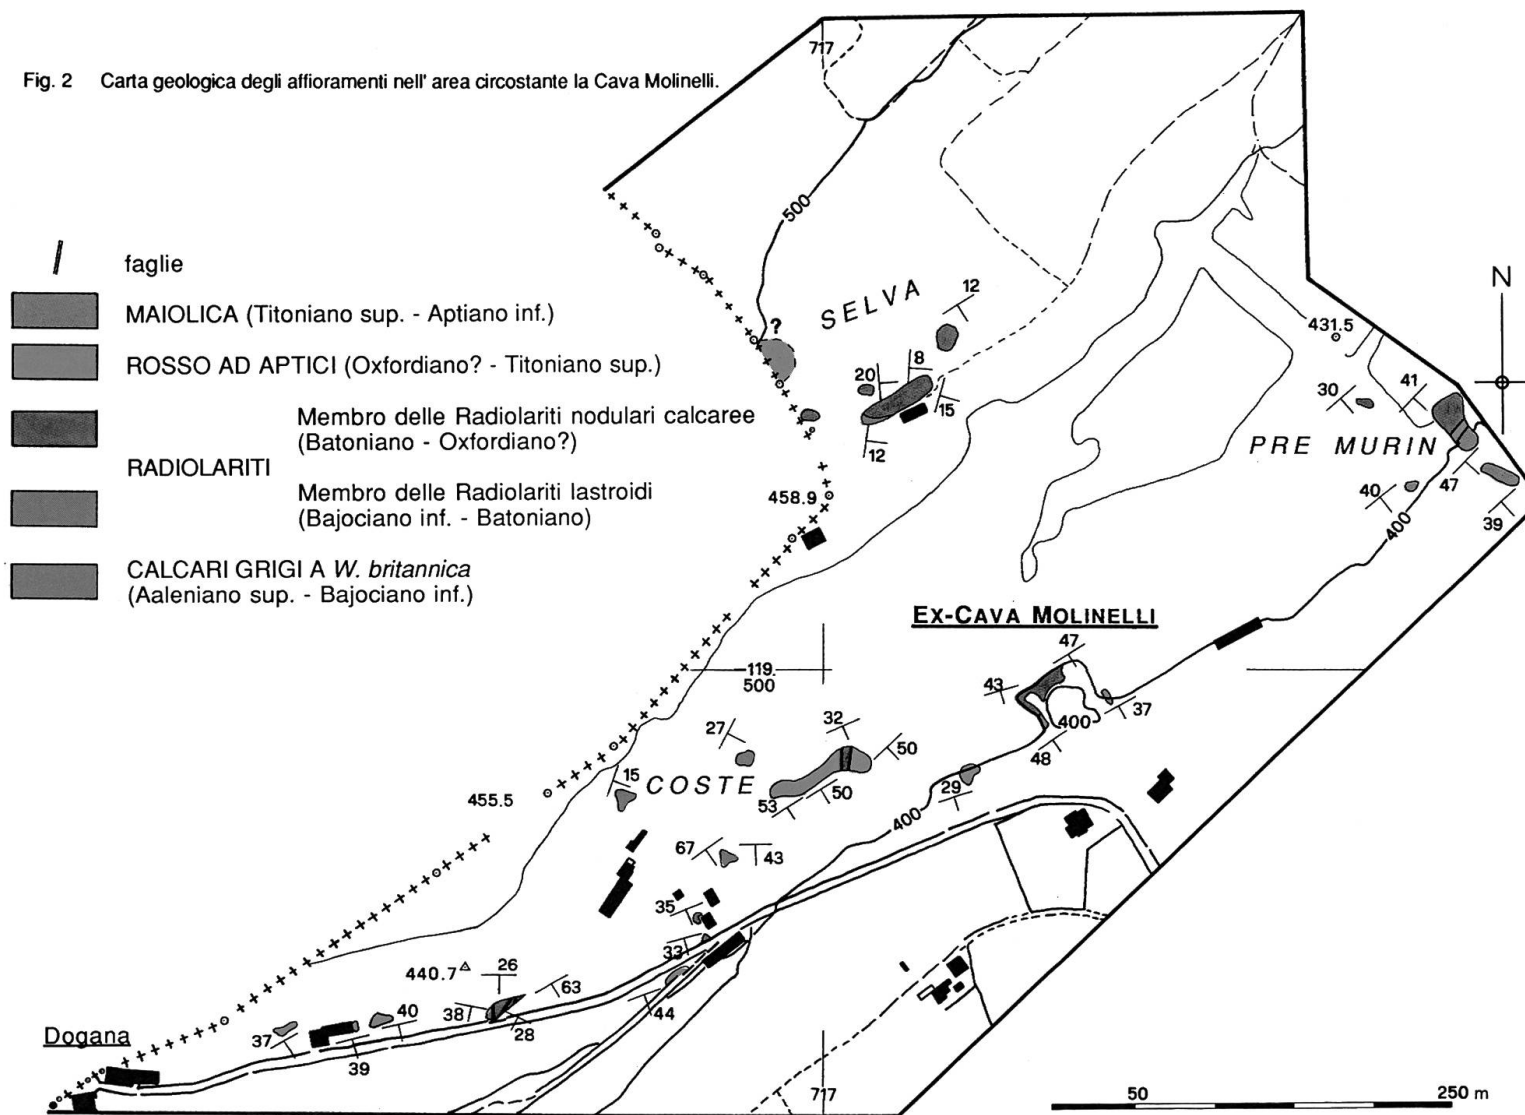 Fig. 2 Carta geologica degli affioramenti nell' area circostante la Cava Molinelli.
faglie
MAIOLICA (Titoniano sup. - Aptiano inf.)
ROSSO AD APTICI (Oxfordiano? - Titoniano sup.)
Membro delle Radiolariti nodulari calcaree
(Batoniano - Oxfordiano?)
RADIOLARITI
Membro delle Radiolariti lastroidi
(Bajociano inf. - Batoniano)
CALCARI GRIGI A W. britannica
(Aaleniano sup. - Bajociano inf.)
717
500
N
SELVA
12
?
431.5
8
20
15
12
30
41
PRE MURIN
47
40
39
400
458.9
EX-CAVA MOLINELLI
47
119
500
43
37
400
48
27
32
50
15
COSTE
455.5
53
50
29
400
67
43
35
33
440.7
26
63
44
38
28
40
37
39
Dogana
717
50
250 m